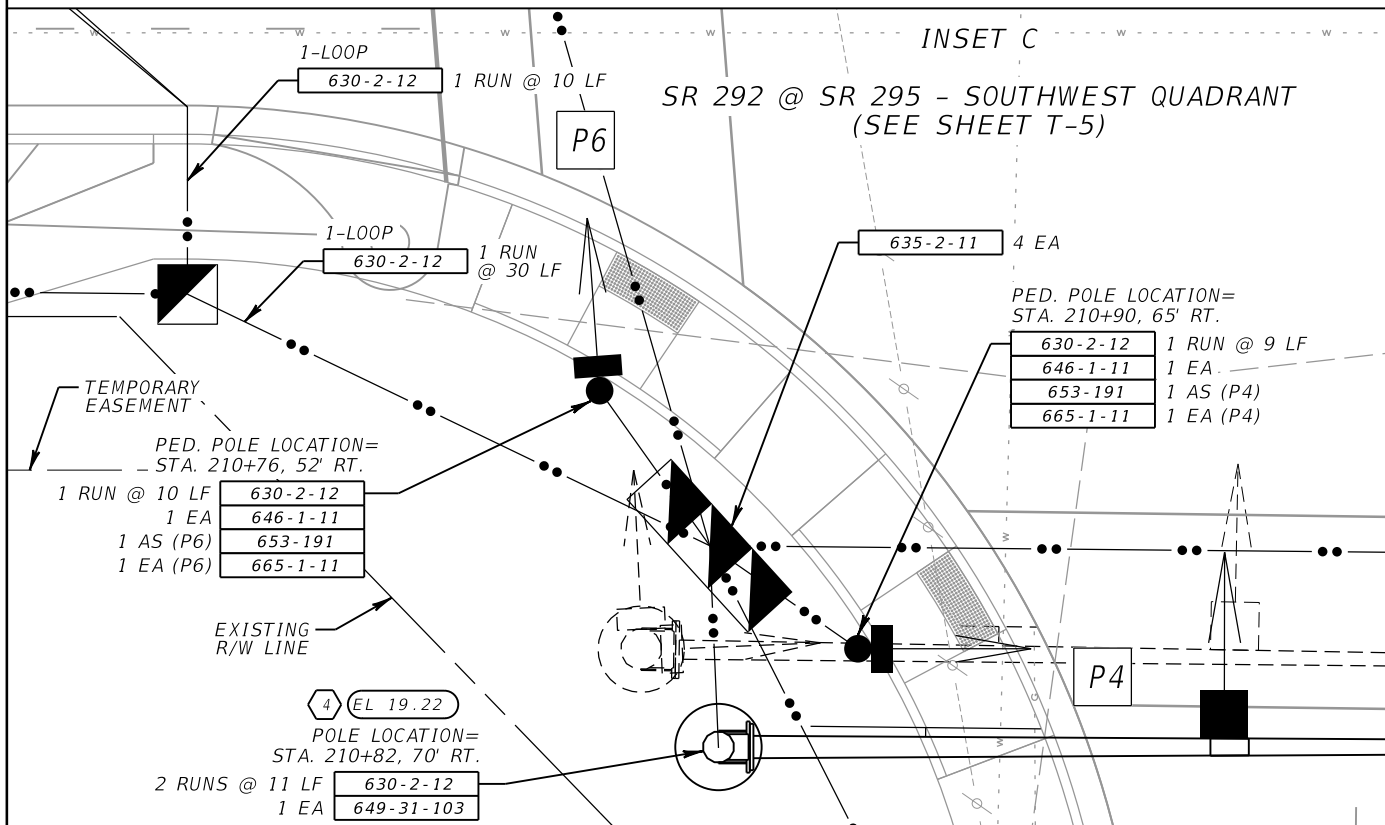 INSET C
SR 292 @ SR 295 - SOUTHWEST QUADRANT
(SEE SHEET T-5)
1-LOOP
630-2-12 1 RUN @ 10 LF
P6
1-LOOP
630-2-12 1 RUN
@ 30 LF
635-2-11 4 EA
PED. POLE LOCATION=
STA. 210+90, 65' RT.
630-2-12 1 RUN @ 9 LF
646-1-11 1 EA
653-191 1 AS (P4)
665-1-11 1 EA (P4)
TEMPORARY
EASEMENT
PED. POLE LOCATION=
STA. 210+76, 52' RT.
1 RUN @ 10 LF 630-2-12
1 EA 646-1-11
1 AS (P6) 653-191
1 EA (P6) 665-1-11
EXISTING
R/W LINE
P4
4 EL 19.22
POLE LOCATION=
STA. 210+82, 70' RT.
2 RUNS @ 11 LF 630-2-12
1 EA 649-31-103
W
W
W
W
W
W
W
W
G